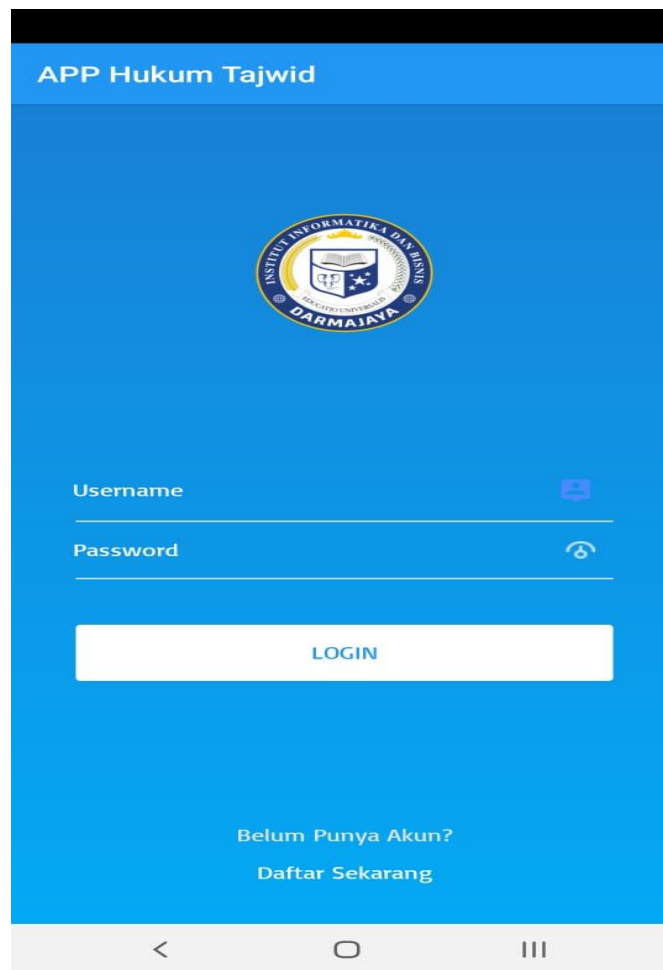 APP Hukum Tajwid
INSTITUT INFORMATIKA DAN BISNIS
EDUCATIO UNIVERSALIS
DARMAJAYA
Username
Password
LOGIN
Belum Punya Akun?
Daftar Sekarang